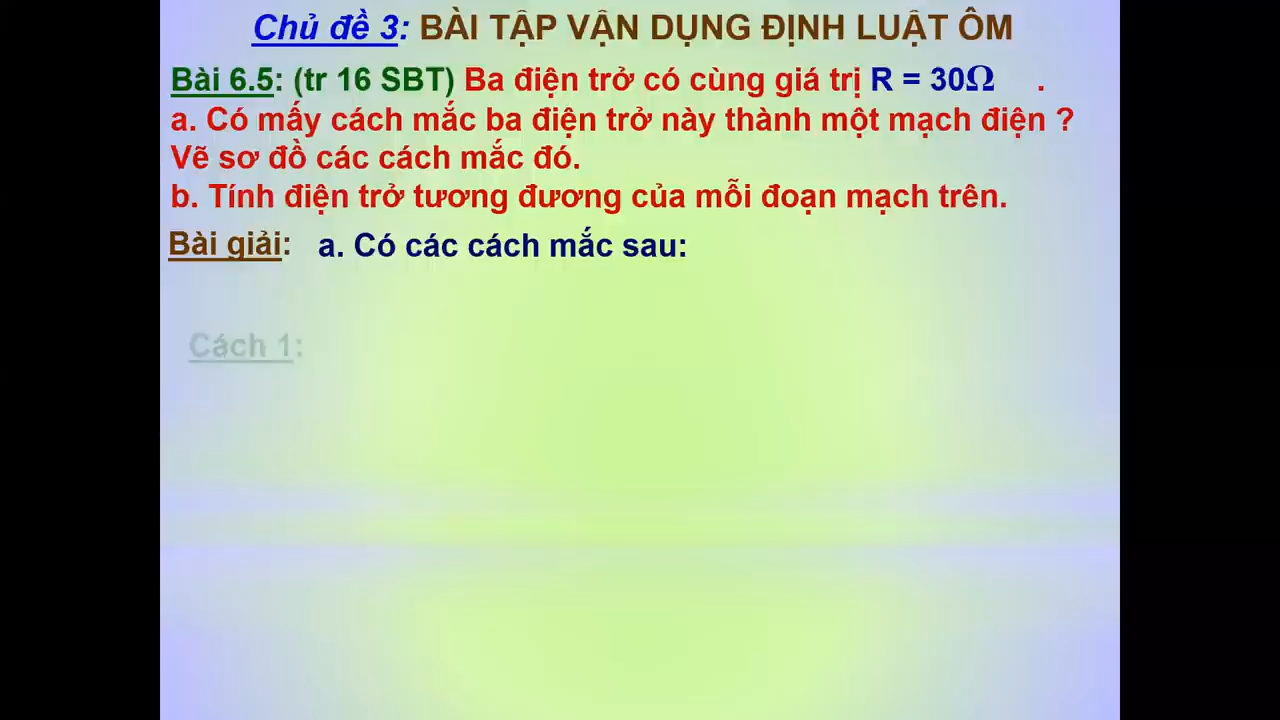 Chủ đề 3: BÀI TẬP VẬN DỤNG ĐỊNH LUẬT ÔM
Bài 6.5: (tr 16 SBT) Ba điện trở có cùng giá trị R = 30Ω .
a. Có mấy cách mắc ba điện trở này thành một mạch điện ?
Vẽ sơ đồ các cách mắc đó.
b. Tính điện trở tương đương của mỗi đoạn mạch trên.
Bài giải: a. Có các cách mắc sau:
Cách 1: